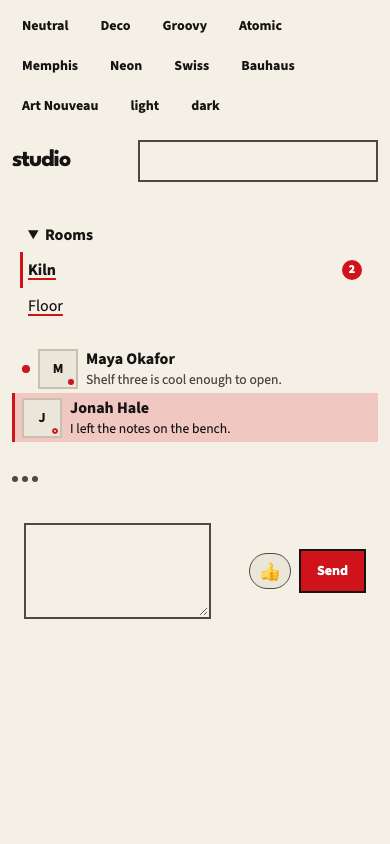 Neutral Deco Groovy Atomic
Memphis Neon Swiss Bauhaus
Art Nouveau light dark
studio
▼ Rooms
Kiln 2
Floor
M Maya Okafor
Shelf three is cool enough to open.
J Jonah Hale
I left the notes on the bench.
👍 Send